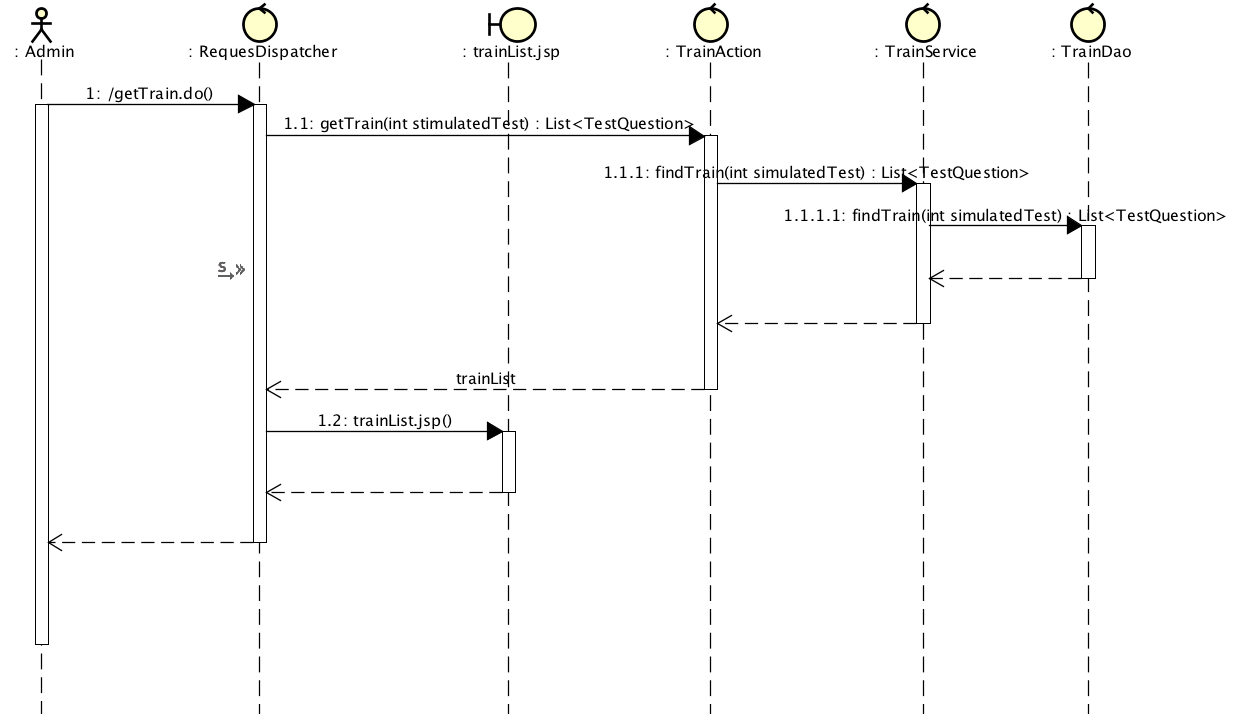 : Admin
: RequesDispatcher
: trainList.jsp
: TrainAction
: TrainService
: TrainDao
1: /getTrain.do()
1.1: getTrain(int stimulatedTest) : List<TestQuestion>
1.1.1: findTrain(int simulatedTest) : List<TestQuestion>
1.1.1.1: findTrain(int simulatedTest) : List<TestQuestion>
s
trainList
1.2: trainList.jsp()